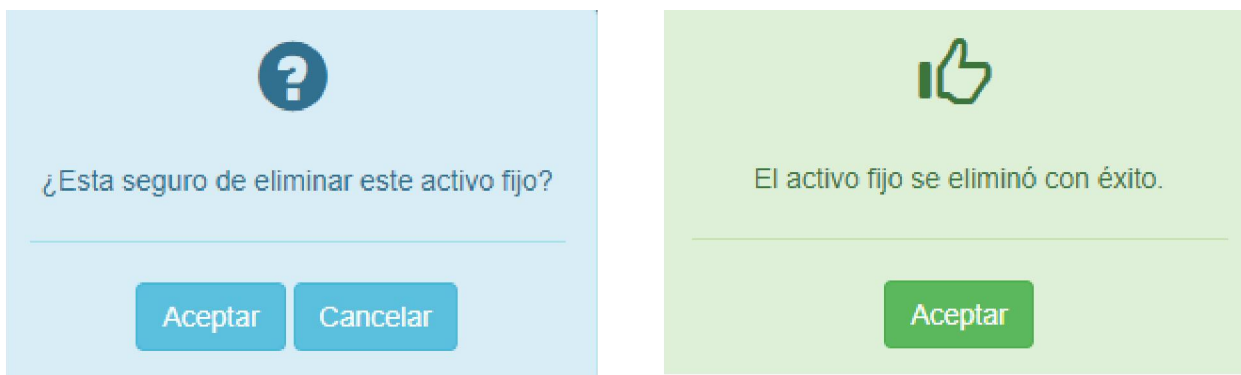 ¿Esta seguro de eliminar este activo fijo?
Aceptar Cancelar
El activo fijo se eliminó con éxito.
Aceptar